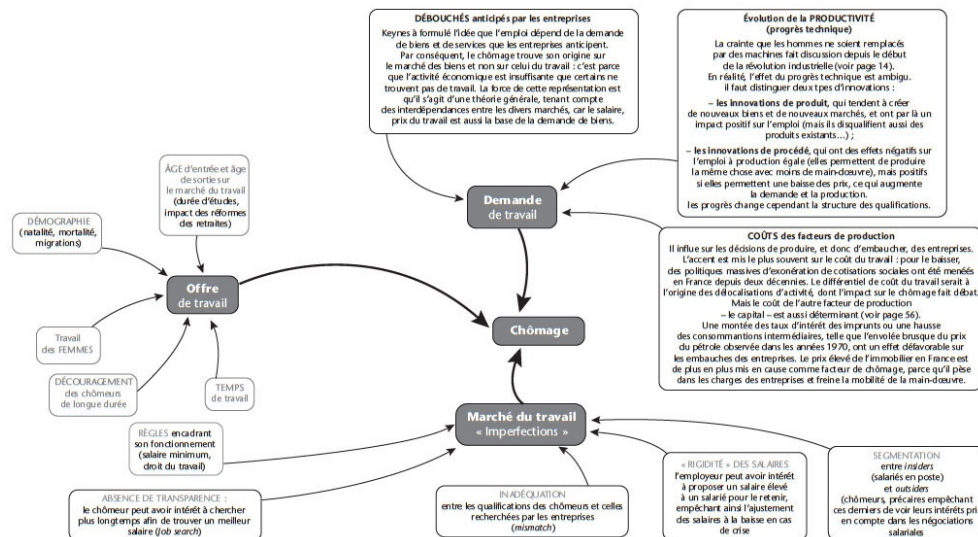 DÉBOUCHÉS anticipés par les entreprises
Keynes à formulé l'idée que l'emploi dépend de la demande
de biens et de services que les entreprises anticipent.
Par conséquent, le chômage trouve son origine sur
le marché des biens et non sur celui du travail : c'est parce
que l'activité économique est insuffisante que certains ne
trouvent pas de travail. La force de cette représentation est
qu'il s'agit d'une théorie générale, tenant compte
des interdépendances entre les divers marchés, car le salaire,
prix du travail est aussi la base de la demande de biens.
Évolution de la PRODUCTIVITÉ
(progrès technique)
La crainte que les hommes ne soient remplacés
par des machines fait discussion depuis le début
de la révolution industrielle (voir page 14).
En réalité, l'effet du progrès technique est ambigu.
il faut distinguer deux tpes d'innovations :
– les innovations de produit, qui tendent à créer
de nouveaux biens et de nouveaux marchés, et ont par là un
impact positif sur l'emploi (mais ils disqualifient aussi des
produits existants...) ;
– les innovations de procédé, qui ont des effets négatifs sur
l'emploi à production égale (elles permettent de produire
la même chose avec moins de main-dœuvre), mais positifs
si elles permettent une baisse des prix, ce qui augmente
la demande et la production.
les progrès change cependant la structure des qualifications.
ÂGE d'entrée et âge
de sortie sur
le marché du travail
(durée d'études,
impact des réformes
des retraites)
DÉMOGRAPHIE
(natalité, mortalité,
migrations)
Demande
de travail
COÛTS des facteurs de production
Il influe sur les décisions de produire, et donc d'embaucher, des entreprises.
L'accent est mis le plus souvent sur le coût du travail : pour le baisser,
des politiques massives d'exonération de cotisations sociales ont été menéés
en France depuis deux décennies. Le différentiel de coût du travail serait à
l'origine des délocalisations d'activité, dont l'impact sur le chômage fait débat.
Mais le coût de l'autre facteur de production
– le capital – est aussi déterminant (voir page 56).
Une montée des taux d'intérêt des imprunts ou une hausse
des consommantions intermédiaires, telle que l'envolée brusque du prix
du pétrole observée dans les années 1970, ont un effet défavorable sur
les embauches des entreprises. Le prix élevé de l'immobilier en France est
de plus en plus mis en cause comme facteur de chômage, parce qu'il pèse
dans les charges des entreprises et freine la mobilité de la main-dœuvre.
Offre
de travail
Chômage
Travail
des FEMMES
DÉCOURAGEMENT
des chômeurs
de longue durée
TEMPS
de travail
Marché du travail
« Imperfections »
RÈGLES encadrant
son fonctionnement
(salaire minimum,
droit du travail)
ABSENCE DE TRANSPARENCE :
le chômeur peut avoir intérêt à chercher
plus longtemps afin de trouver un meilleur
salaire (Job search)
INADÉQUATION
entre les qualifications des chômeurs et celles
recherchées par les entreprises
(mismatch)
« RIGIDITÉ » DES SALAIRES
l'employeur peut avoir intérêt
à proposer un salaire élevé
à un salarié pour le retenir,
empêchant ainsi l'ajustement
des salaires à la baisse en cas
de crise
SEGMENTATION
entre insiders
(salariés en poste)
et outsiders
(chômeurs, précaires empêchant
ces derniers de voir leurs intérêts pri
en compte dans les négociations
salariales